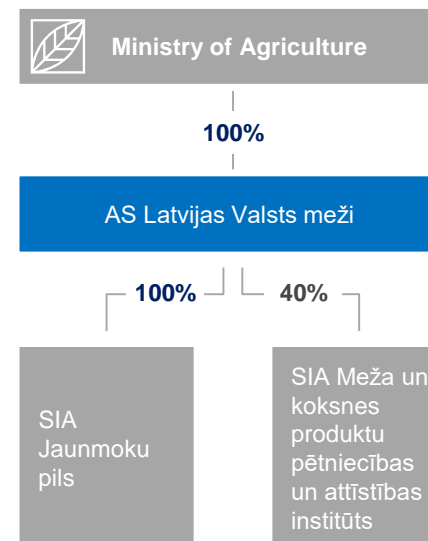 Ministry of Agriculture
100%
AS Latvijas Valsts meži
100%
40%
SIA
Jaunmoku
pils
SIA Meža un
koksnes
produktu
pētniecības
un attīstības
institūts